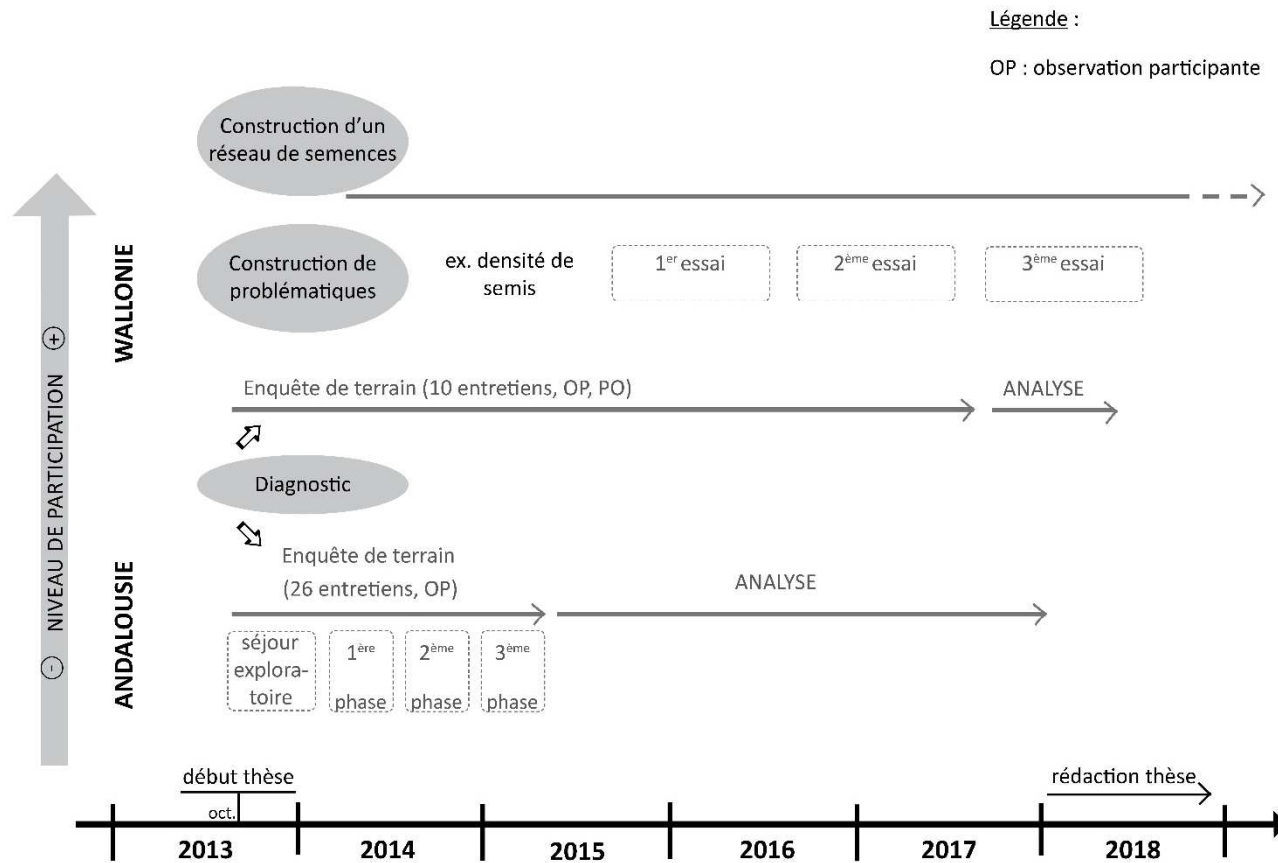 Légende :
OP : observation participante
Construction d'un
réseau de semences
Construction de
problématiques
ex. densité de
semis
1er essai
2ème essai
3ème essai
WALLONIE
Enquête de terrain (10 entretiens, OP, PO)
ANALYSE
Diagnostic
Enquête de terrain
(26 entretiens, OP)
ANALYSE
ANDALOUSIE
séjour
explora-
toire
1ère
phase
2ème
phase
3ème
phase
- NIVEAU DE PARTICIPATION +
début thèse
oct.
rédaction thèse
2013 2014 2015 2016 2017 2018